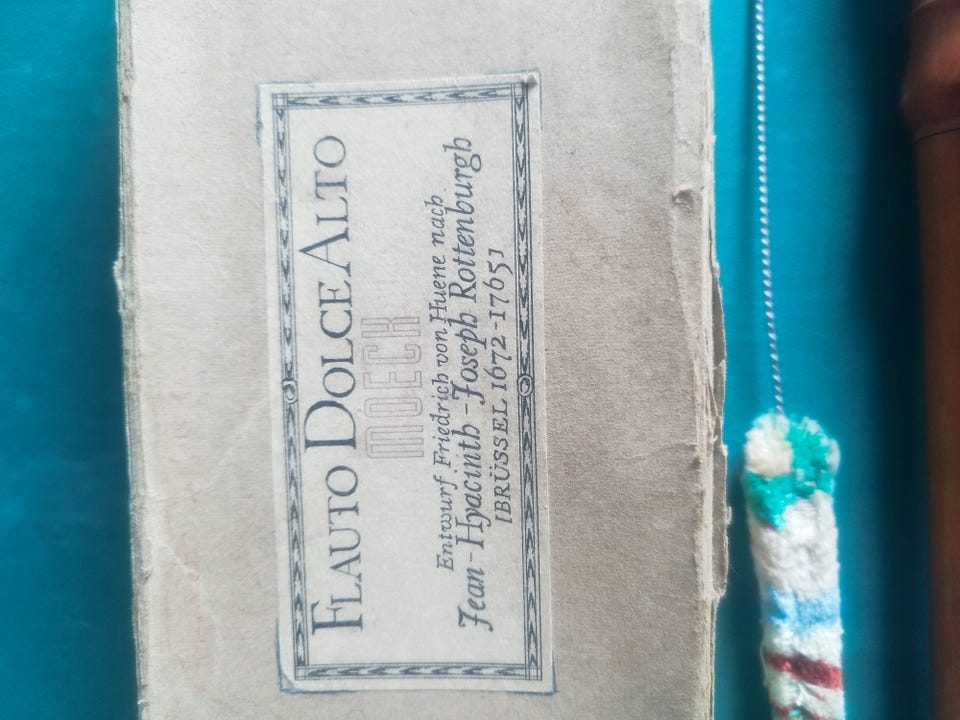 FLAUTO DOLCE ALTO
MOECK
Entwurf Friedrich von Huene nach
Jean-Hyacinth-Joseph Rottenburgh
[BRÜSSEL 1672-1765]